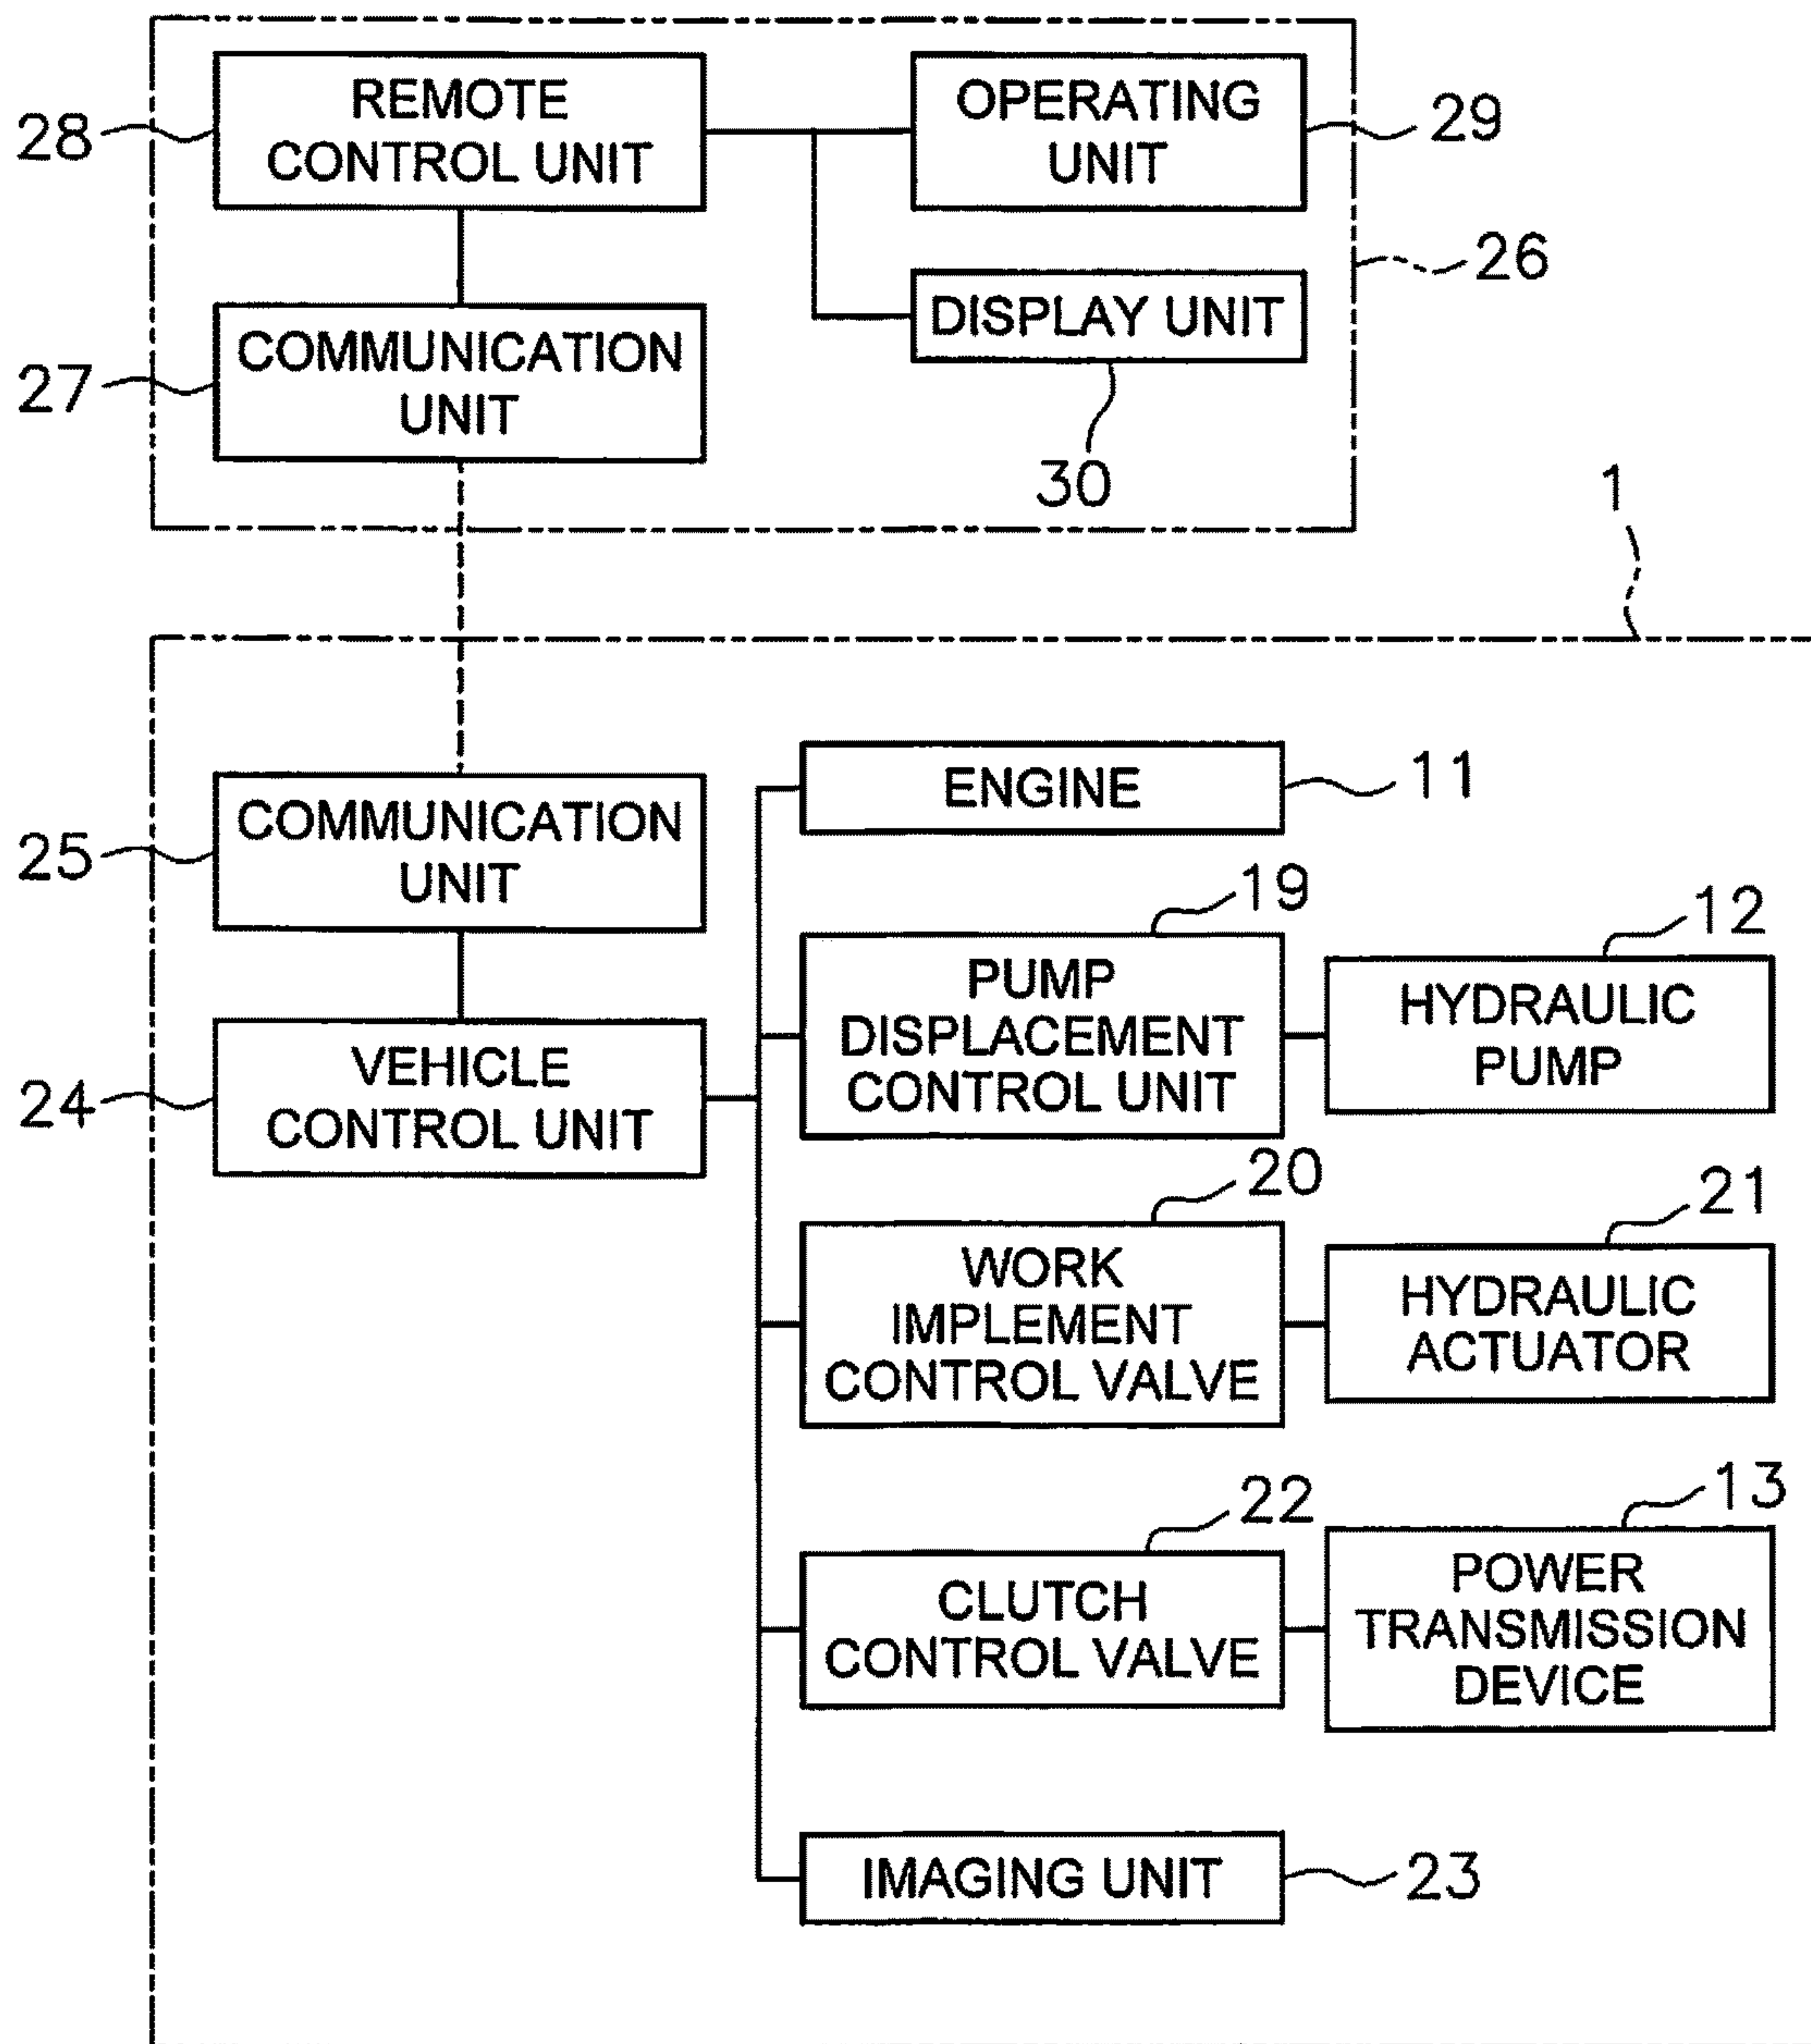 REMOTE
CONTROL UNIT
28
OPERATING
UNIT
29
26
COMMUNICATION
UNIT
27
DISPLAY UNIT
30
1
COMMUNICATION
UNIT
25
ENGINE
11
VEHICLE
CONTROL UNIT
24
19
PUMP
DISPLACEMENT
CONTROL UNIT
12
HYDRAULIC
PUMP
20
WORK
IMPLEMENT
CONTROL VALVE
21
HYDRAULIC
ACTUATOR
22
CLUTCH
CONTROL VALVE
13
POWER
TRANSMISSION
DEVICE
IMAGING UNIT
23